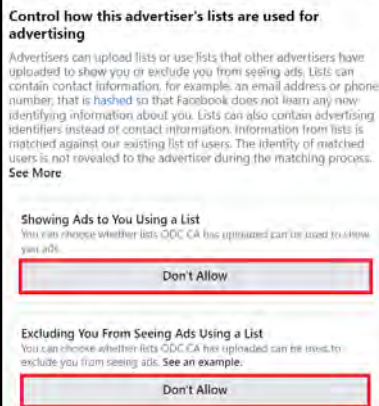 Control how this advertiser's lists are used for
advertising
Advertisers can upload lists or use lists that other advertisers have
uploaded to show you or exclude you from seeing ads. Lists can
contain contact information, for example, an email address or phone
number, that is hashed so that Facebook does not learn any new
identifying information about you. Lists can also contain advertising
identifiers instead of contact information. Information from lists is
matched against our existing list of users. The identity of matched
users is not revealed to the advertiser during the matching process.
See More
Showing Ads to You Using a List
You can choose whether lists ODC CA has uploaded can be used to show
you ads.
Don't Allow
Excluding You From Seeing Ads Using a List
You can choose whether lists ODC CA has uploaded can be used to
exclude you from seeing ads. See an example.
Don't Allow